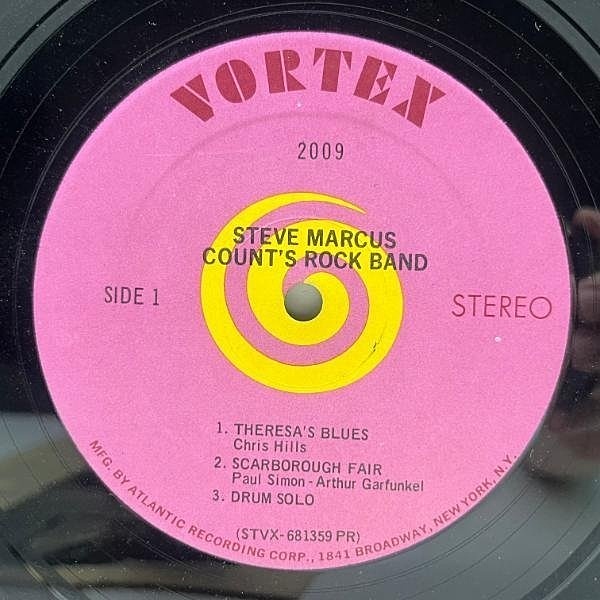 VORTEX
2009
STEVE MARCUS
COUNT'S ROCK BAND
SIDE 1
STEREO
1. THERESA'S BLUES
Chris Hills
2. SCARBOROUGH FAIR
Paul Simon - Arthur Garfunkel
3. DRUM SOLO
(STVX- 681359 PR)
MFG. BY ATLANTIC RECORDING CORP., 1841 BROADWAY, NEW YORK, N.Y.